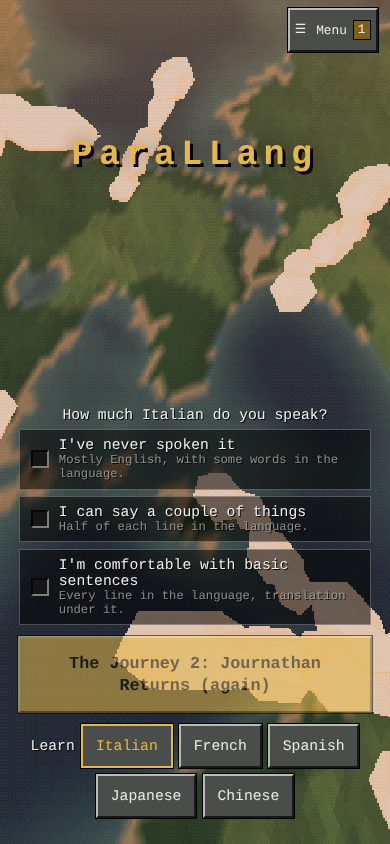 ☰ Menu 1
ParaLLang
How much Italian do you speak?
I've never spoken it
Mostly English, with some words in the
language.
I can say a couple of things
Half of each line in the language.
I'm comfortable with basic
sentences
Every line in the language, translation
under it.
The Journey 2: Journathan
Returns (again)
Learn Italian French Spanish
Japanese Chinese